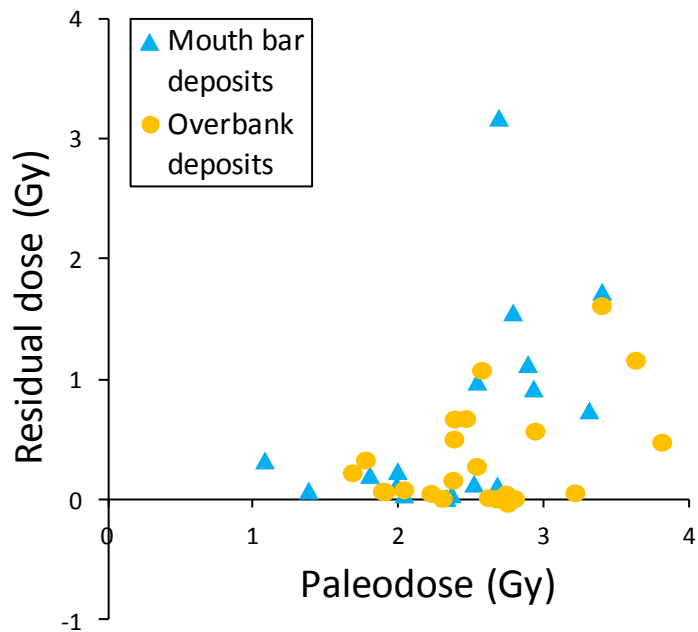 4
Mouth bar
deposits
Overbank
deposits
3
2
1
0
-1
0 1 2 3 4
Residual dose (Gy)
Paleodose (Gy)